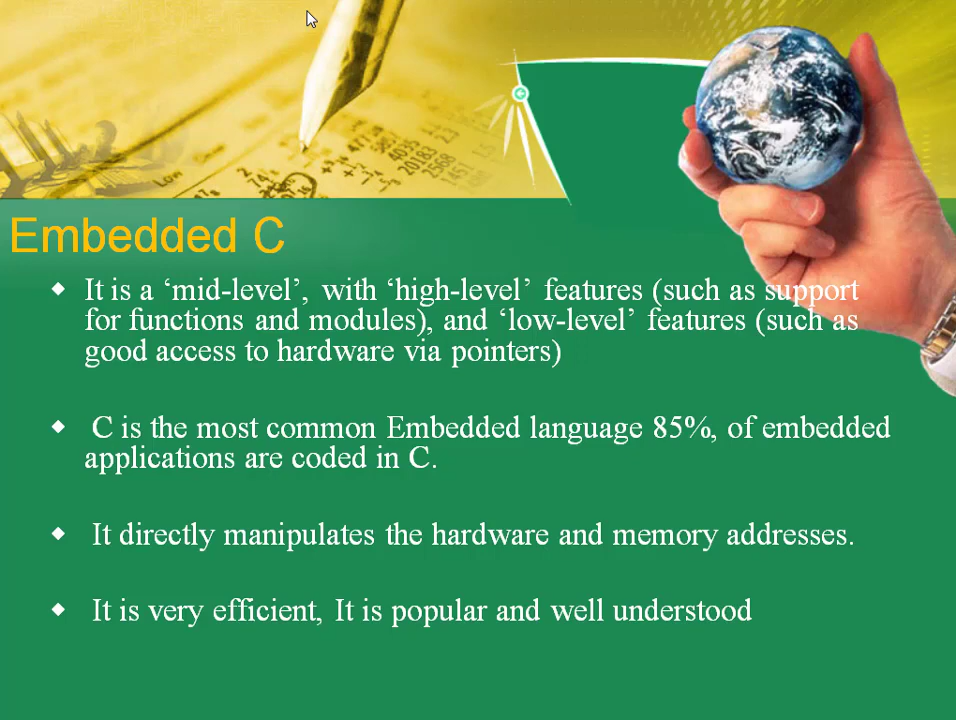 Embedded C
◆ It is a ‘mid-level’, with ‘high-level’ features (such as support
for functions and modules), and ‘low-level’ features (such as
good access to hardware via pointers)
◆ C is the most common Embedded language 85%, of embedded
applications are coded in C.
◆ It directly manipulates the hardware and memory addresses.
◆ It is very efficient, It is popular and well understood